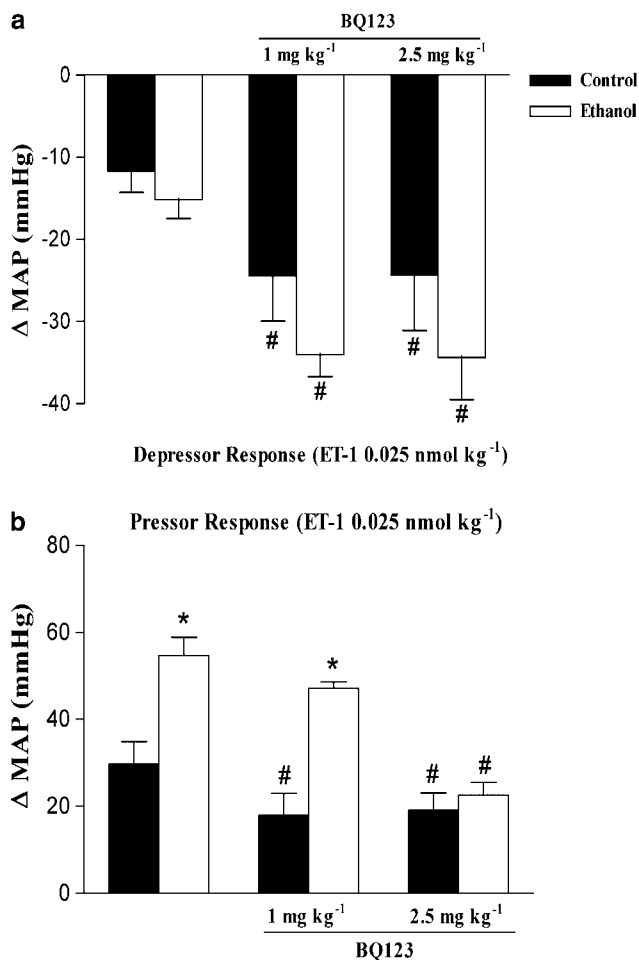 a
BQ123
1 mg kg⁻¹ 2.5 mg kg⁻¹
0
-10
-20
-30
-40
Δ MAP (mmHg)
Control
Ethanol
# # # #
Depressor Response (ET-1 0.025 nmol kg⁻¹)
b
Pressor Response (ET-1 0.025 nmol kg⁻¹)
80
60
40
20
0
Δ MAP (mmHg)
* *
# # #
1 mg kg⁻¹ 2.5 mg kg⁻¹
BQ123